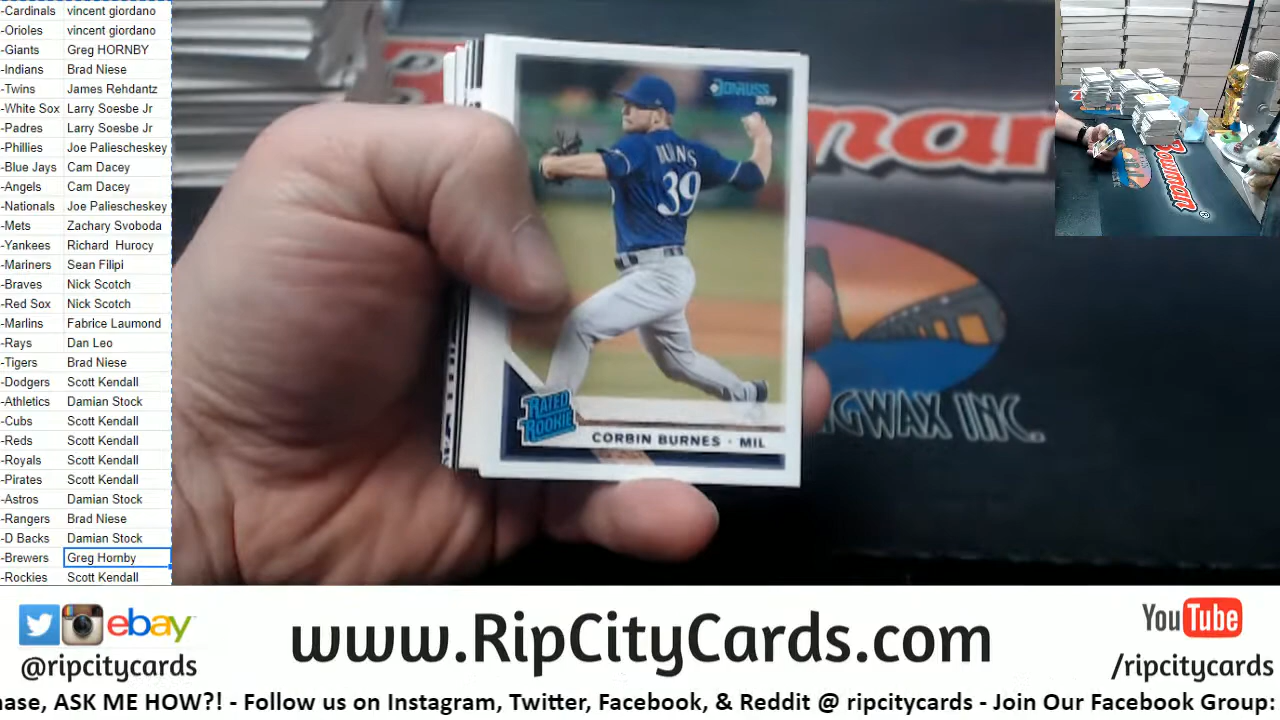 -Cardinals vincent giordano
-Orioles vincent giordano
-Giants Greg HORNBY
-Indians Brad Niese
-Twins James Rehdantz
-White Sox Larry Soesbe Jr
-Padres Larry Soesbe Jr
-Phillies Joe Paliescheskey
-Blue Jays Cam Dacey
-Angels Cam Dacey
-Nationals Joe Paliescheskey
-Mets Zachary Svoboda
-Yankees Richard Hurocy
-Mariners Sean Filipi
-Braves Nick Scotch
-Red Sox Nick Scotch
-Marlins Fabrice Laumond
-Rays Dan Leo
-Tigers Brad Niese
-Dodgers Scott Kendall
-Athletics Damian Stock
-Cubs Scott Kendall
-Reds Scott Kendall
-Royals Scott Kendall
-Pirates Scott Kendall
-Astros Damian Stock
-Rangers Brad Niese
-D Backs Damian Stock
-Brewers Greg Hornby
-Rockies Scott Kendall
DONRUSS
2019
39
RATED
ROOKIE
CORBIN BURNES · MIL
GWAX INC.
Bowman
ebay
@ripcitycards
www.RipCityCards.com
YouTube
/ripcitycards
ase, ASK ME HOW?! - Follow us on Instagram, Twitter, Facebook, & Reddit @ ripcitycards - Join Our Facebook Group: